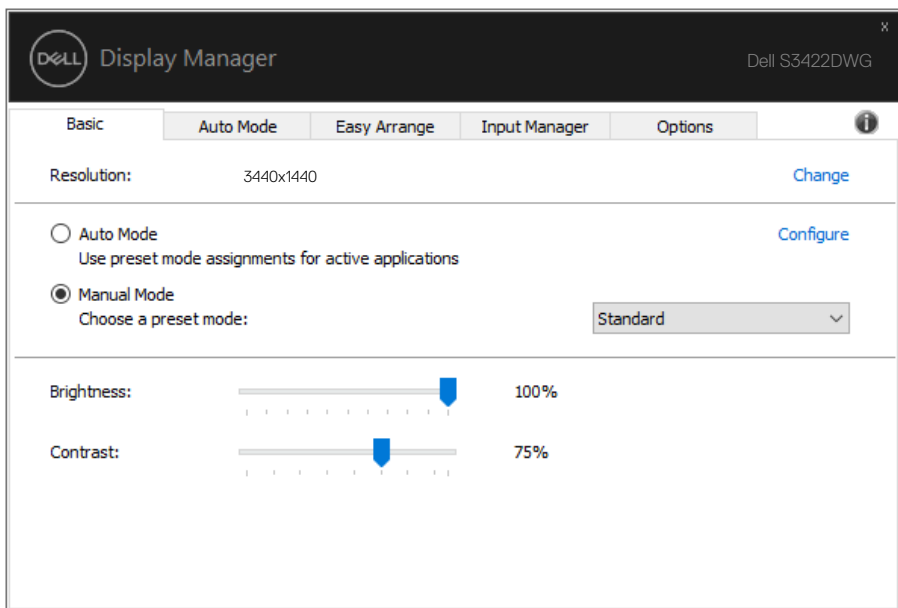 x
DELL Display Manager
Dell S3422DWG
Basic Auto Mode Easy Arrange Input Manager Options i
Resolution: 3440x1440 Change
Auto Mode Configure
Use preset mode assignments for active applications
Manual Mode
Choose a preset mode: Standard
Brightness: 100%
Contrast: 75%